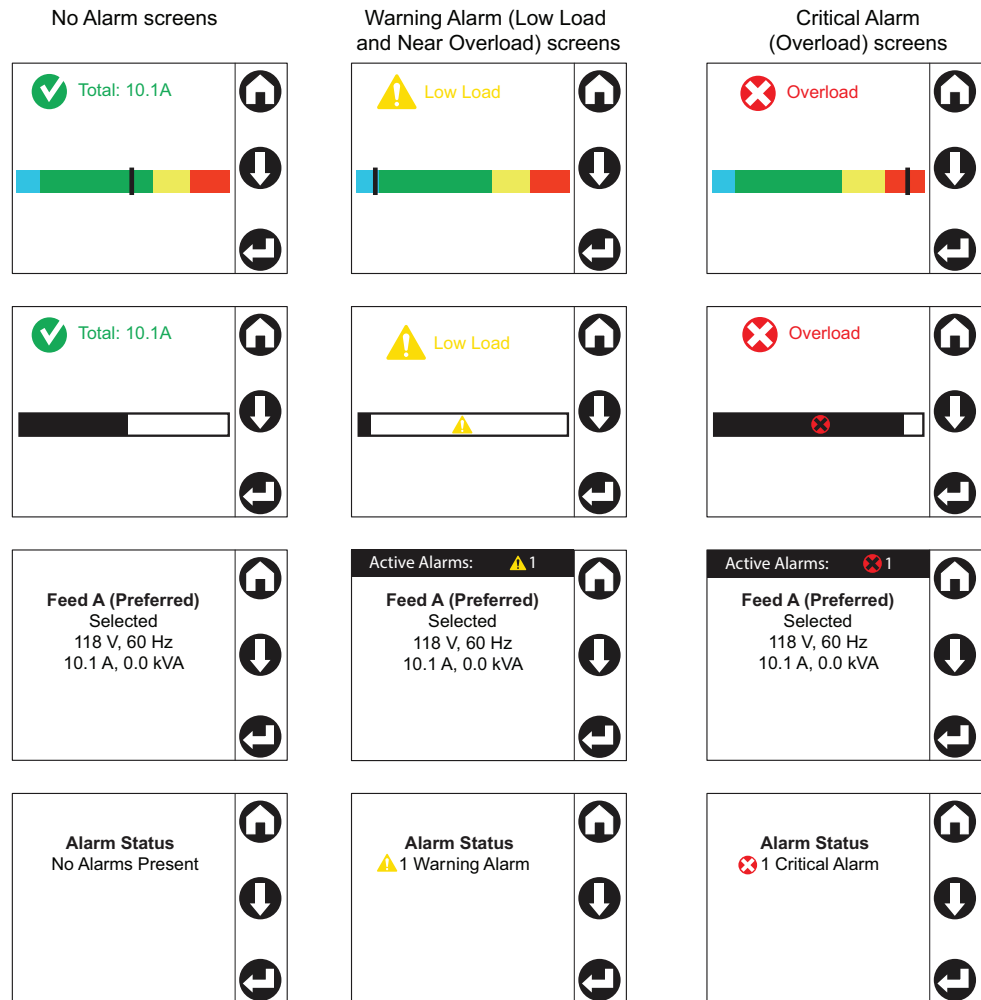 No Alarm screens
Warning Alarm (Low Load
and Near Overload) screens
Critical Alarm
(Overload) screens
Total: 10.1A
Low Load
Overload
Total: 10.1A
Low Load
Overload
Feed A (Preferred)
Selected
118 V, 60 Hz
10.1 A, 0.0 kVA
Active Alarms: 1
Feed A (Preferred)
Selected
118 V, 60 Hz
10.1 A, 0.0 kVA
Active Alarms: 1
Feed A (Preferred)
Selected
118 V, 60 Hz
10.1 A, 0.0 kVA
Alarm Status
No Alarms Present
Alarm Status
1 Warning Alarm
Alarm Status
1 Critical Alarm